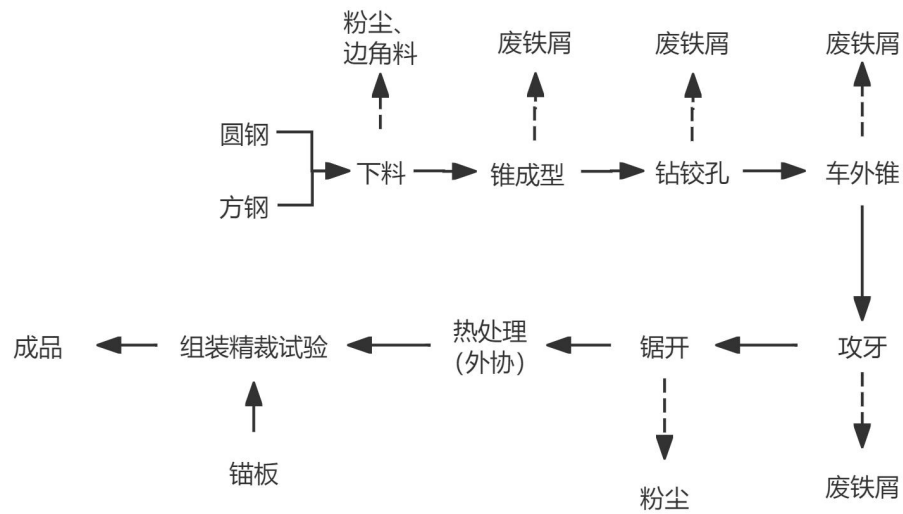 粉尘、
边角料
废铁屑
废铁屑
废铁屑
圆钢
方钢
下料
锥成型
钻铰孔
车外锥
成品
组装精裁试验
热处理
（外协）
锯开
攻牙
锚板
粉尘
废铁屑